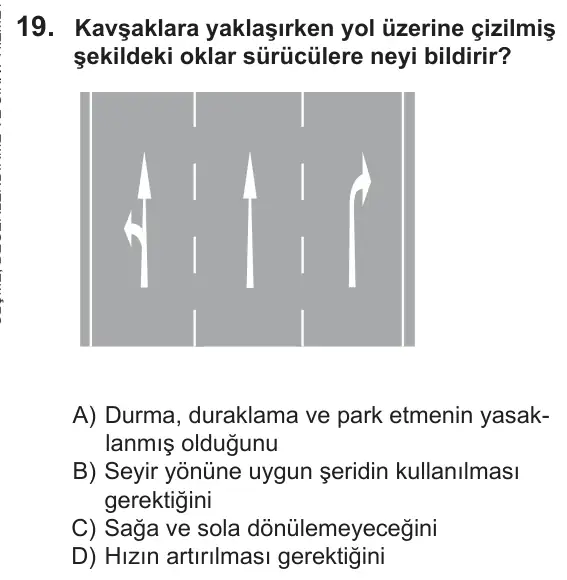 19. Kavşaklara yaklaşırken yol üzerine çizilmiş
şekildeki oklar sürücülere neyi bildirir?
A) Durma, duraklama ve park etmenin yasak-
lanmış olduğunu
B) Seyir yönüne uygun şeridin kullanılması
gerektiğini
C) Sağa ve sola dönülemeyeceğini
D) Hızın artırılması gerektiğini